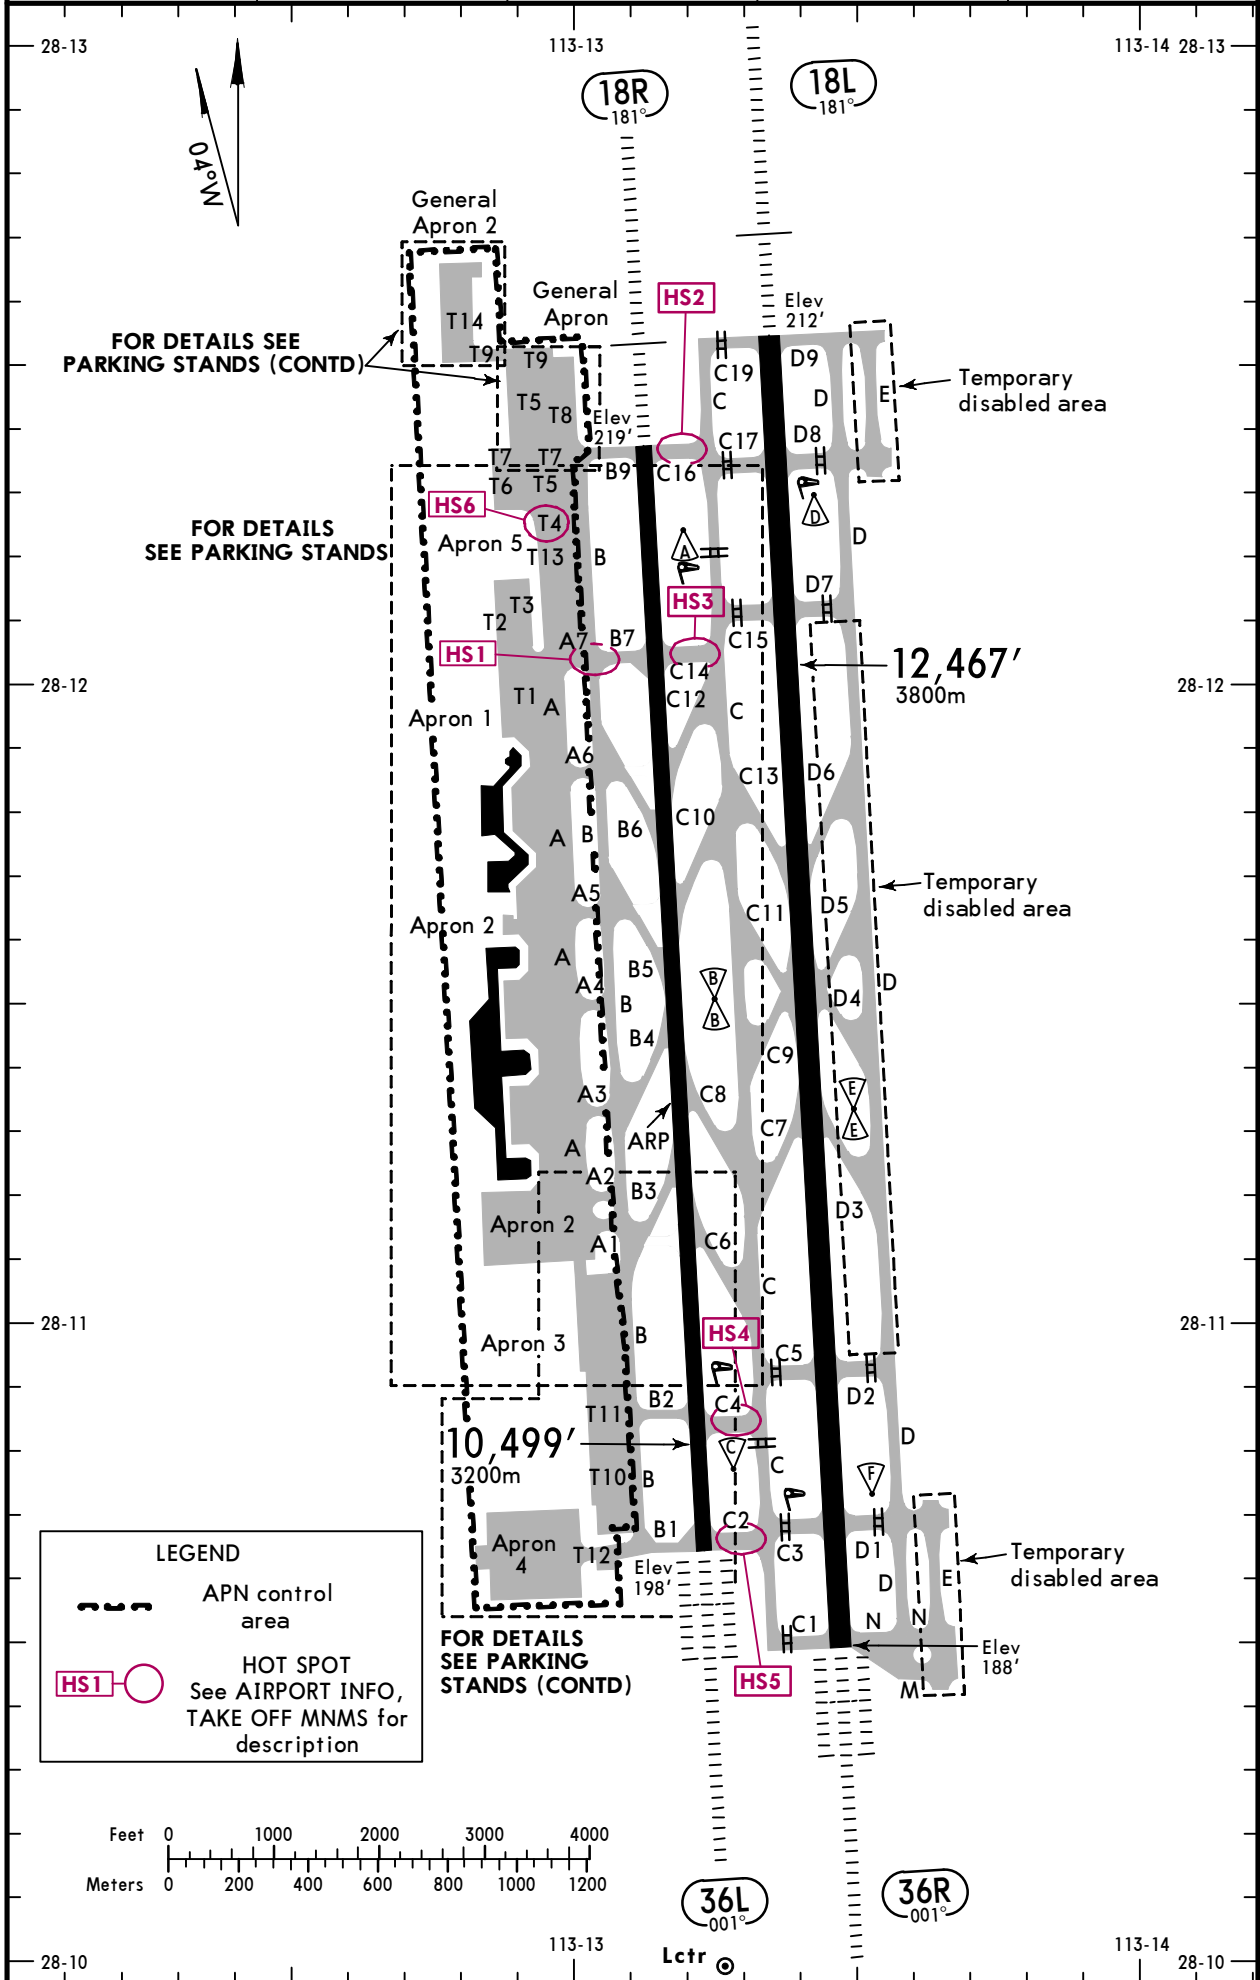 28-13
113-13
113-14 28-13
18R
181°
18L
181°
04°W
General
Apron 2
General
Apron
HS2
Elev
212'
T14
FOR DETAILS SEE
PARKING STANDS (CONTD)
T9
T9
C19
D9
Temporary
disabled area
T5
T8
C
D
E
Elev
219'
C17
D8
T7
T7
B9
C16
T6
T5
HS6
T4
D
FOR DETAILS
SEE PARKING STANDS
Apron 5
T13
B
A
D
T3
HS3
D7
T2
A7
B7
HS1
C15
C14
12,467'
3800m
28-12
28-12
T1
A
C12
C
Apron 1
A6
C13
D6
B
B6
C10
A
A5
Temporary
disabled area
C11
D5
Apron 2
A
B5
A4
B
B
B
D4
D
B4
C9
A3
C8
E
E
ARP
C7
A
A2
B3
D3
Apron 2
A1
C6
C
28-11
28-11
Apron 3
B
HS4
C5
B2
C4
D2
T11
10,499'
3200m
C
C
D
T10
B
F
B1
C2
LEGEND
Apron
4
T12
C3
D1
Temporary
disabled area
APN control
area
Elev
198'
D
E
C1
N
N
FOR DETAILS
SEE PARKING
STANDS (CONTD)
Elev
188'
HS1
HOT SPOT
See AIRPORT INFO,
TAKE OFF MNMS for
description
HS5
M
Feet 0 1000 2000 3000 4000
Meters 0 200 400 600 800 1000 1200
36L
001°
36R
001°
28-10
113-13
Lctr
113-14
28-10